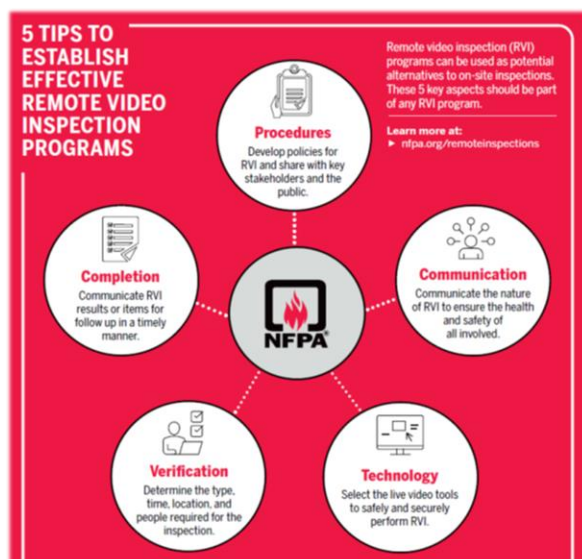 5 TIPS TO
ESTABLISH
EFFECTIVE
REMOTE VIDEO
INSPECTION
PROGRAMS
Remote video inspection (RVI)
programs can be used as potential
alternatives to on-site inspections.
These 5 key aspects should be part
of any RVI program.
Learn more at:
► nfpa.org/remoteinspections
Procedures
Develop policies for
RVI and share with key
stakeholders and the
public.
Completion
Communicate RVI
results or items for
follow up in a timely
manner.
NFPA®
Communication
Communicate the nature
of RVI to ensure the health
and safety of
all involved.
Verification
Determine the type,
time, location, and
people required for the
inspection.
Technology
Select the live video tools
to safely and securely
perform RVI.